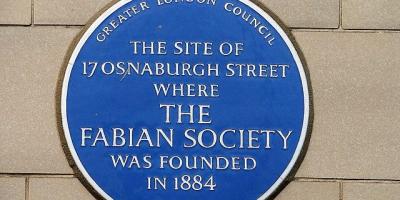 GREATER LONDON COUNCIL
THE SITE OF
17 OSNABURGH STREET
WHERE
THE
FABIAN SOCIETY
WAS FOUNDED
IN 1884